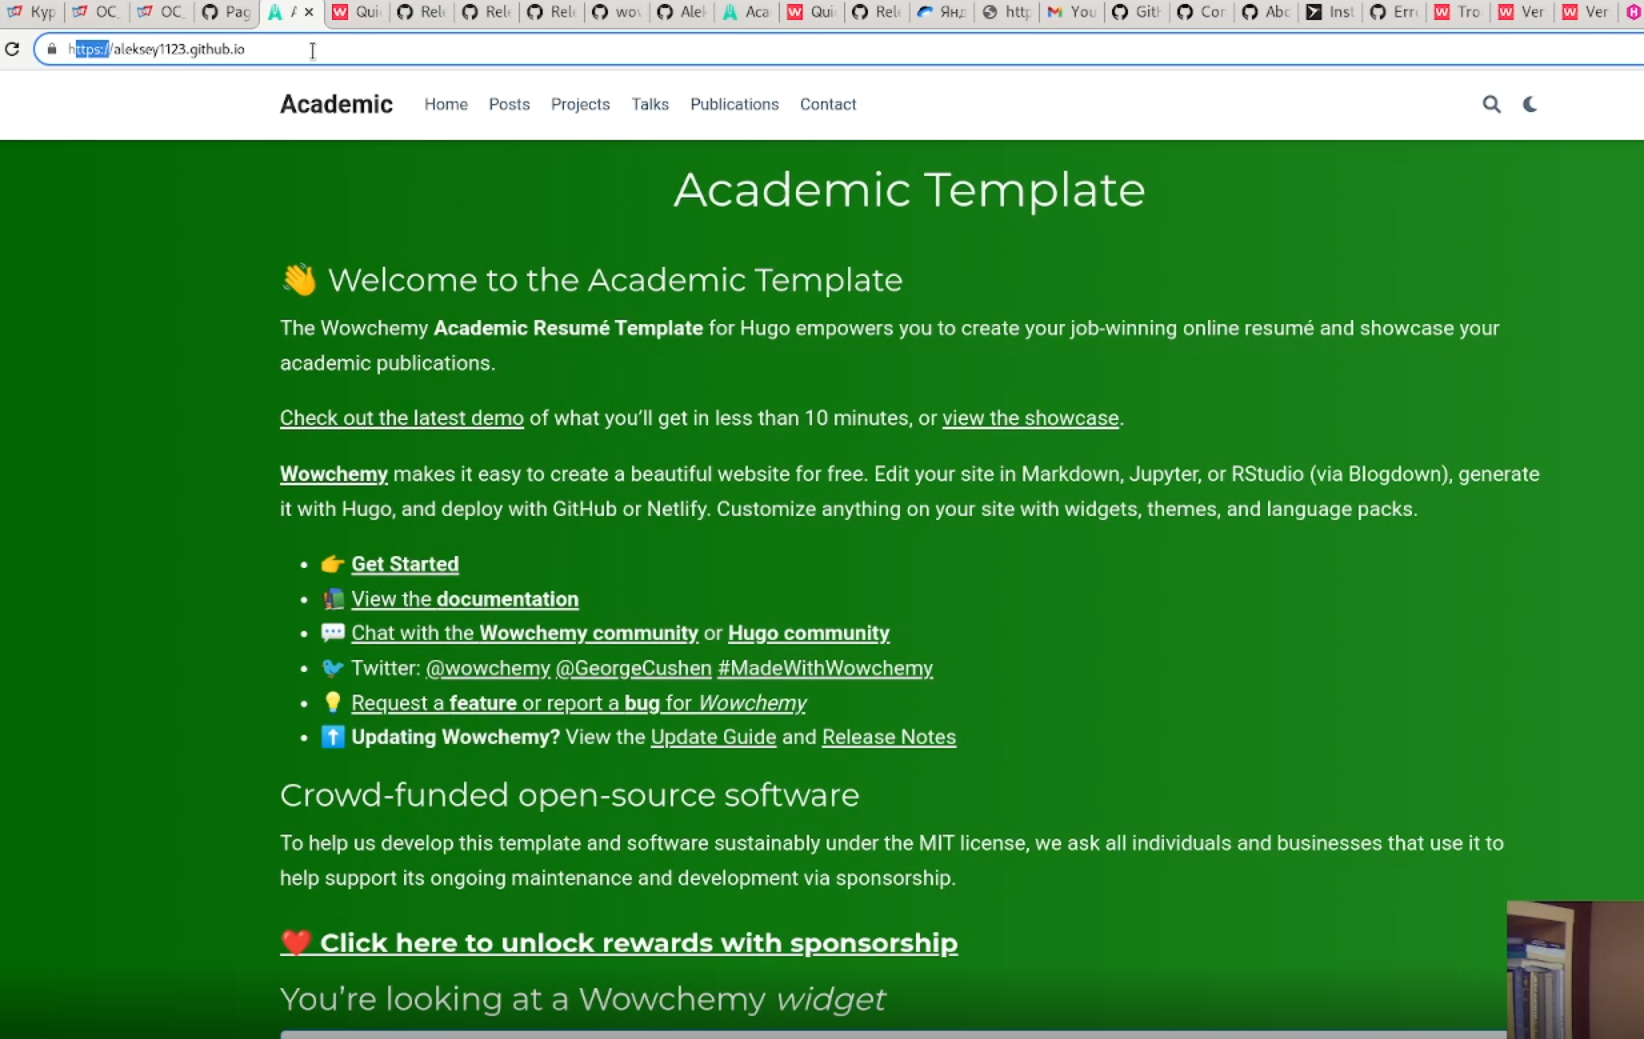 Кур
ОС_
ОС_
Pag
A
Qui
Rele
Rele
Rele
wov
Alek
Aca
Qui
Rele
Янд
http
You
Gith
Cor
Abc
Inst
Erro
Tro
Ver
Ver
https://aleksey1123.github.io
Academic Home Posts Projects Talks Publications Contact
Academic Template
👋 Welcome to the Academic Template
The Wowchemy Academic Resumé Template for Hugo empowers you to create your job-winning online resumé and showcase your
academic publications.
Check out the latest demo of what you’ll get in less than 10 minutes, or view the showcase.
Wowchemy makes it easy to create a beautiful website for free. Edit your site in Markdown, Jupyter, or RStudio (via Blogdown), generate
it with Hugo, and deploy with GitHub or Netlify. Customize anything on your site with widgets, themes, and language packs.
• 👉 Get Started
• 📚 View the documentation
• 💬 Chat with the Wowchemy community or Hugo community
• 🐦 Twitter: @wowchemy @GeorgeCushen #MadeWithWowchemy
• 💡 Request a feature or report a bug for Wowchemy
• ⬆️ Updating Wowchemy? View the Update Guide and Release Notes
Crowd-funded open-source software
To help us develop this template and software sustainably under the MIT license, we ask all individuals and businesses that use it to
help support its ongoing maintenance and development via sponsorship.
❤️ Click here to unlock rewards with sponsorship
You’re looking at a Wowchemy widget